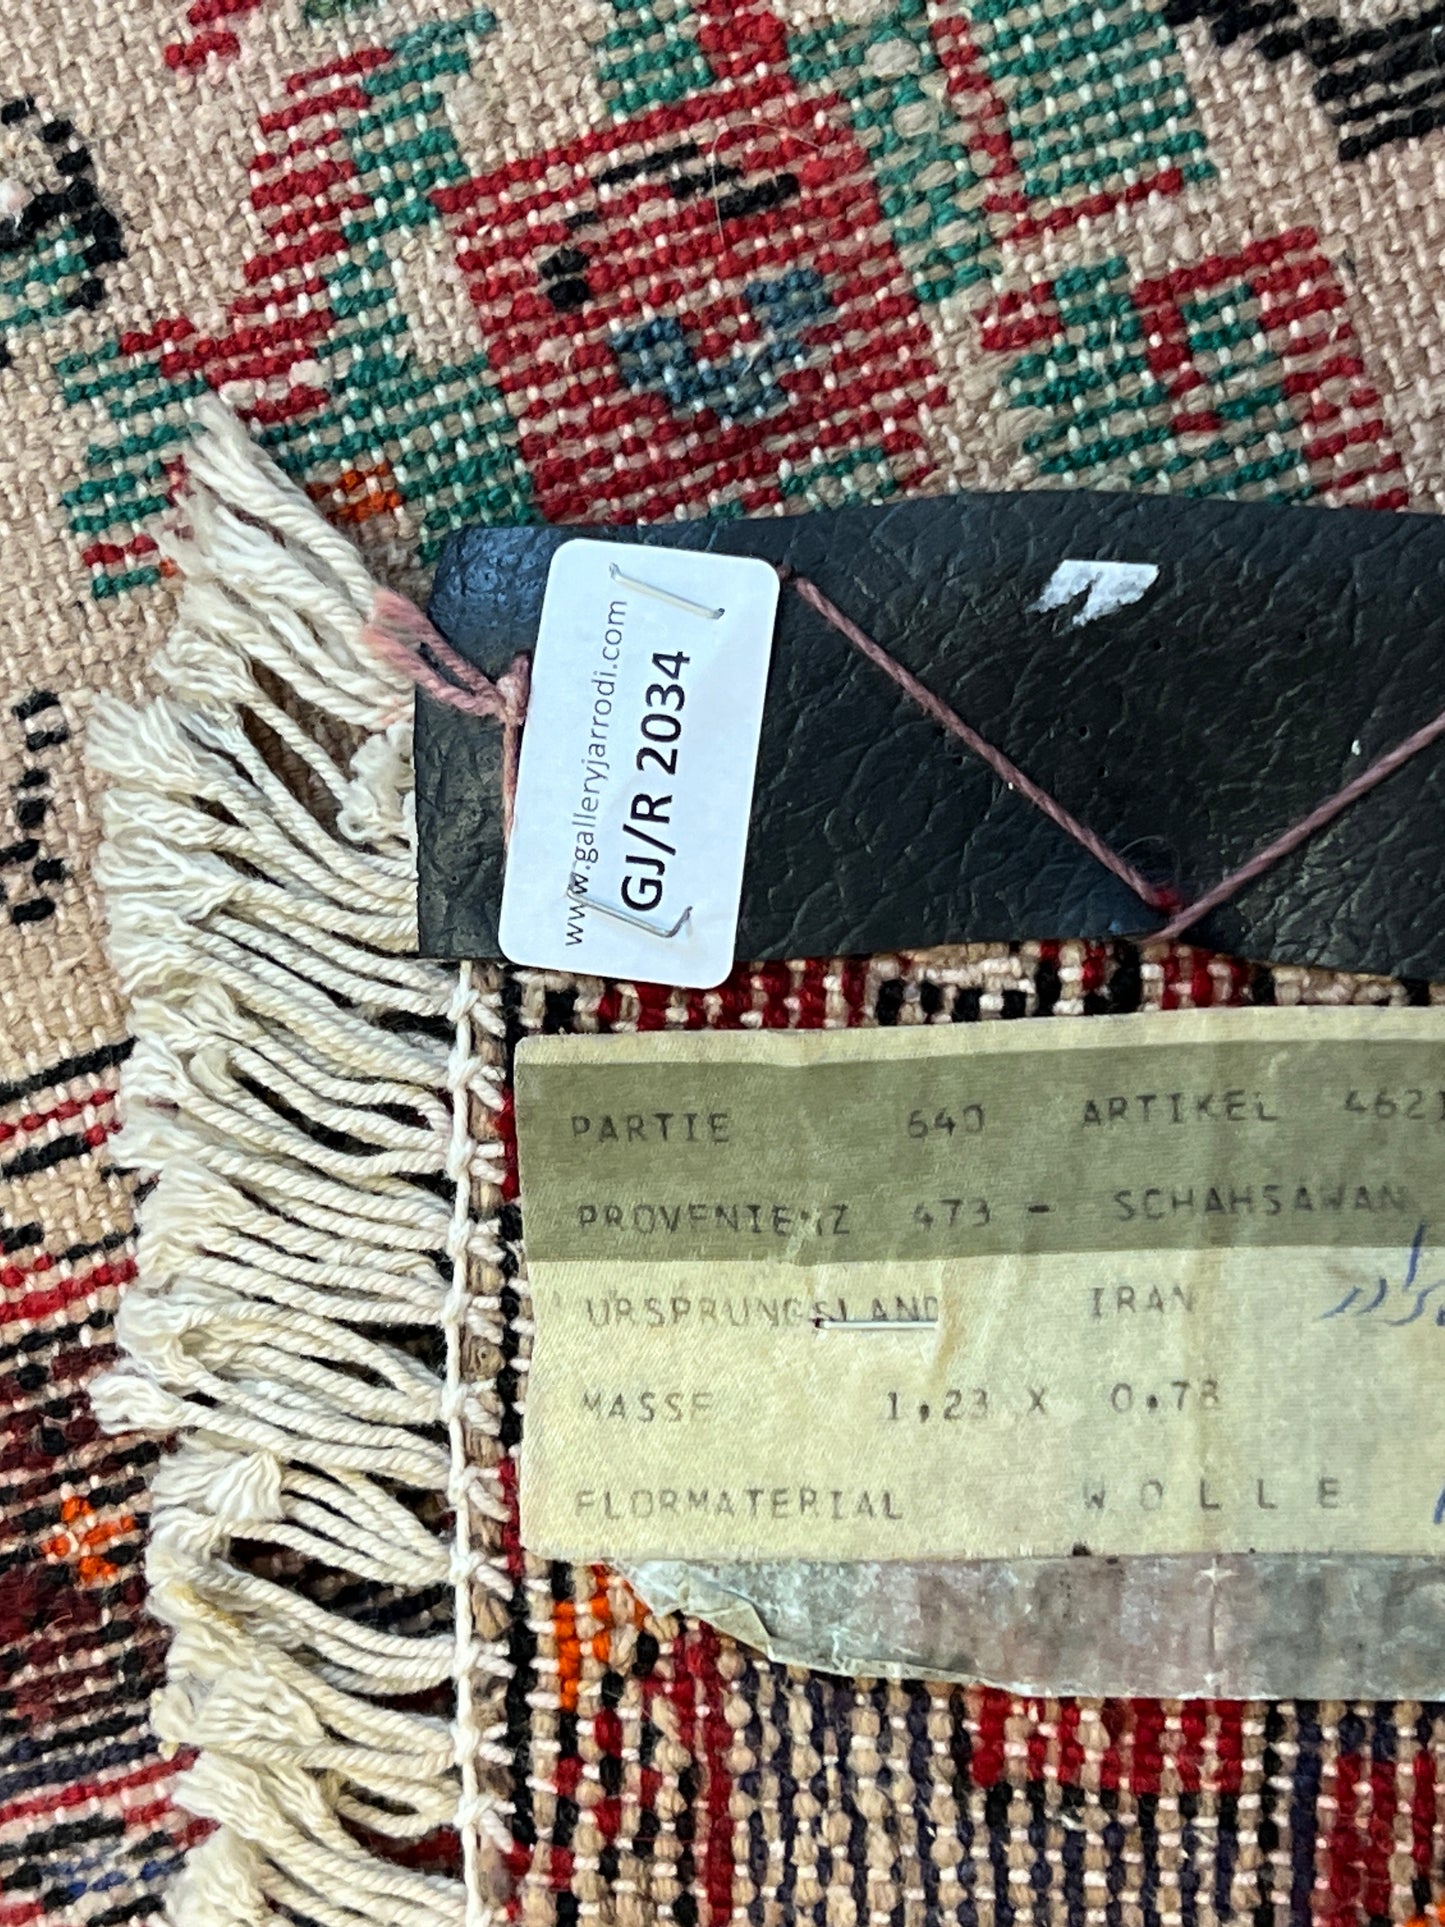 www.galleryjarrodi.com
GJ/R 2034
PARTIE 640 ARTIKEL 4621
PROVENIENZ 473 - SCHAHSAWAN
URSPRUNGSLAND IRAN
MASSE 1,23 X 0.78
FLORMATERIAL WOLLE